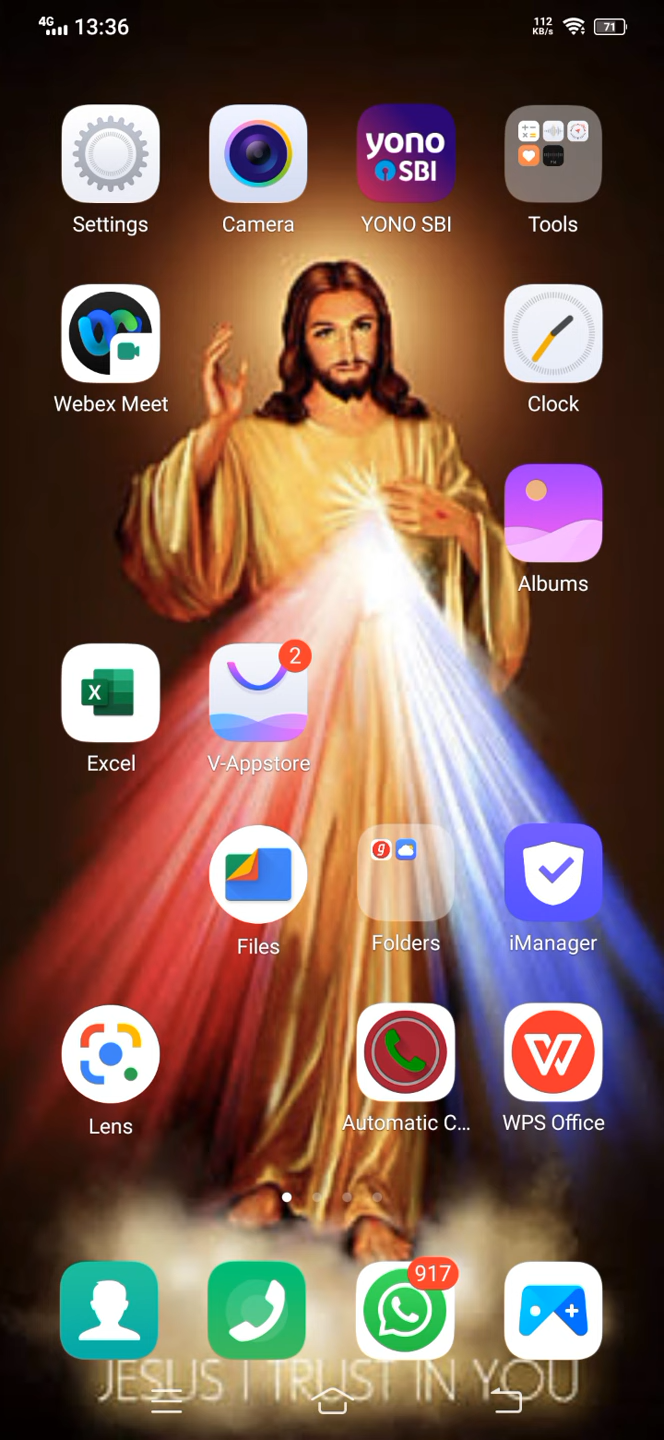 4G 13:36 112 KB/s 71
yono
SBI
Settings Camera YONO SBI Tools
Webex Meet Clock
Albums
X 2
Excel V-Appstore
g
Files Folders iManager
W
Lens Automatic C... WPS Office
917
JESUS I TRUST IN YOU